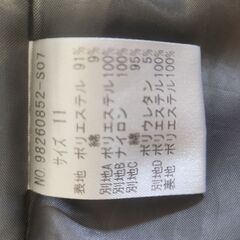 NO. 98260852-S07
サイズ 11
表地 ポリエステル 91%
綿 9%
別地A ポリエステル100%
別地B ナイロン 100%
別地C 綿 95%
ポリウレタン 5%
別地D ポリエステル100%
裏地 ポリエステル100%